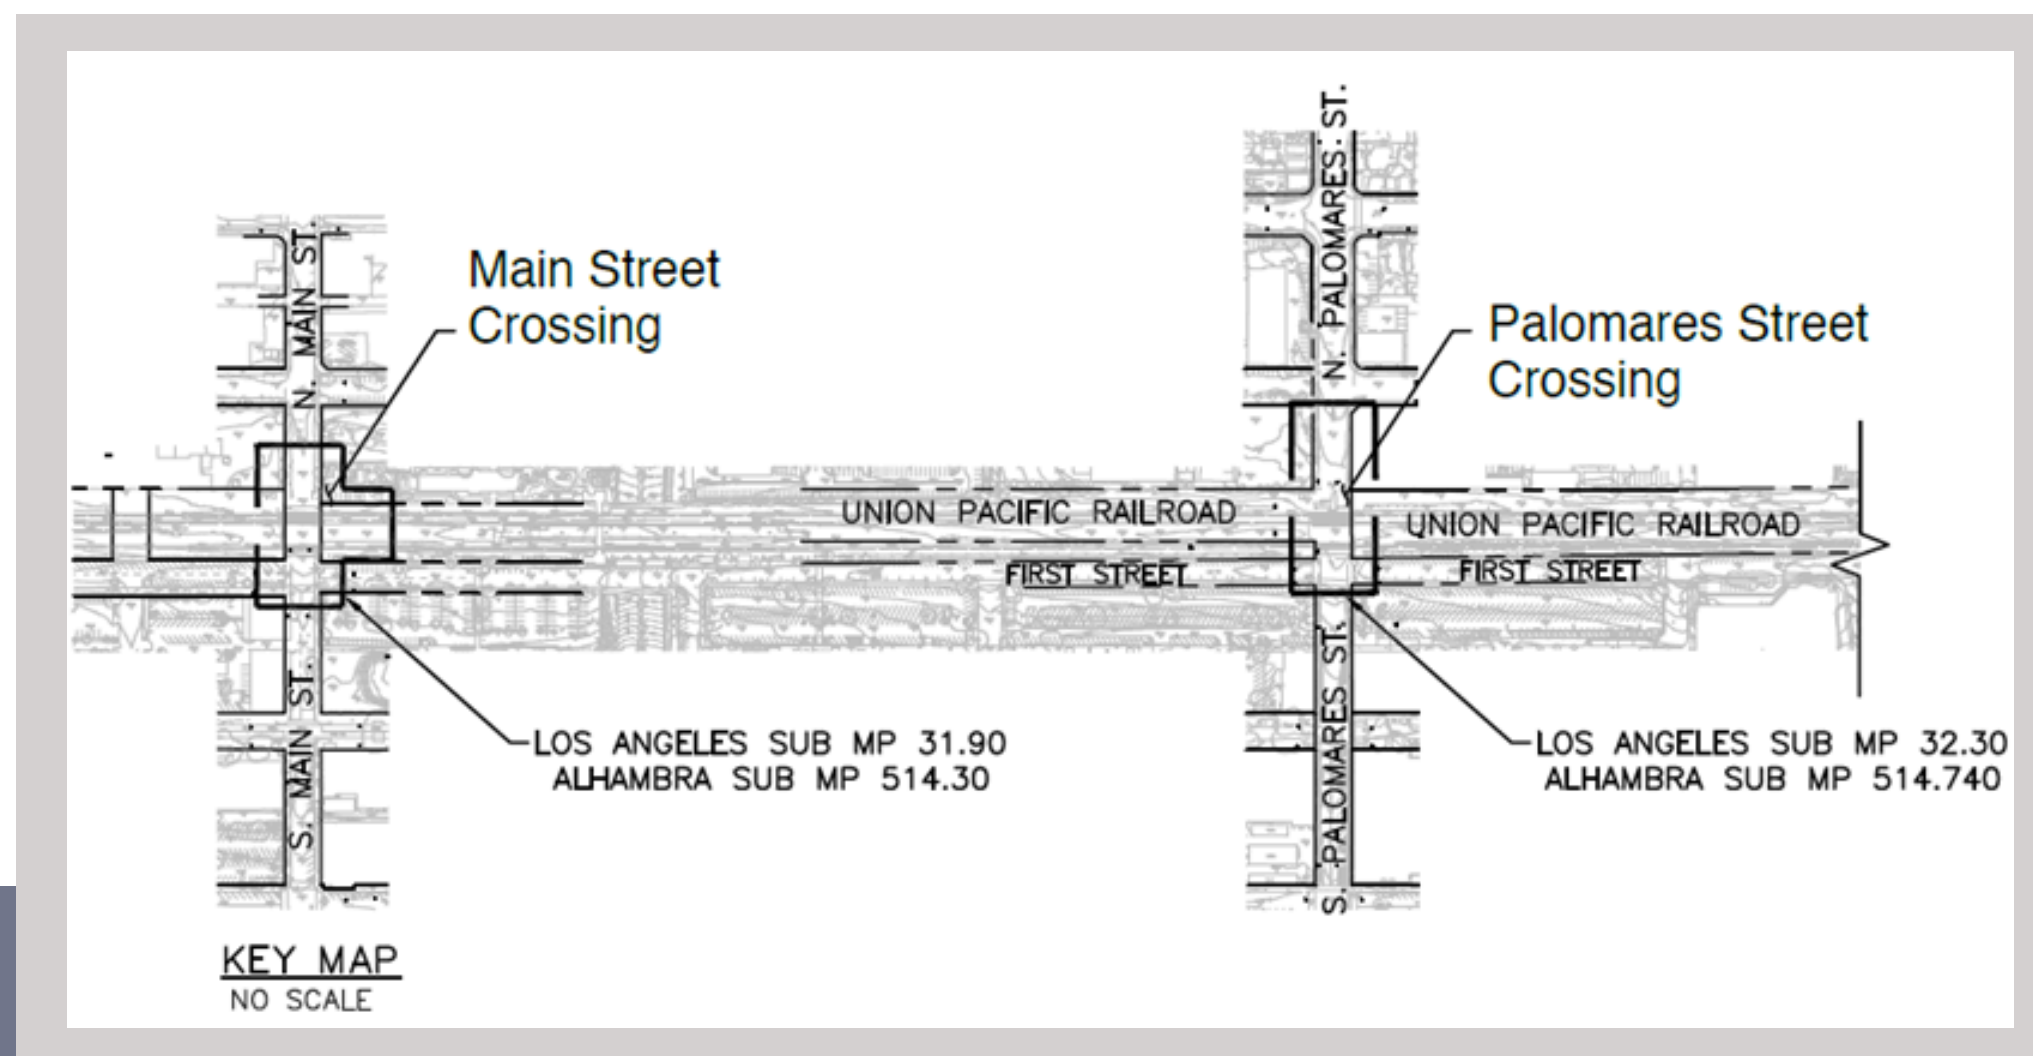 N. PALOMARES ST.
N. MAIN ST.
Main Street
Crossing
Palomares Street
Crossing
UNION PACIFIC RAILROAD
UNION PACIFIC RAILROAD
FIRST STREET
FIRST STREET
S. MAIN ST.
S. PALOMARES ST.
LOS ANGELES SUB MP 31.90
ALHAMBRA SUB MP 514.30
LOS ANGELES SUB MP 32.30
ALHAMBRA SUB MP 514.740
KEY MAP
NO SCALE